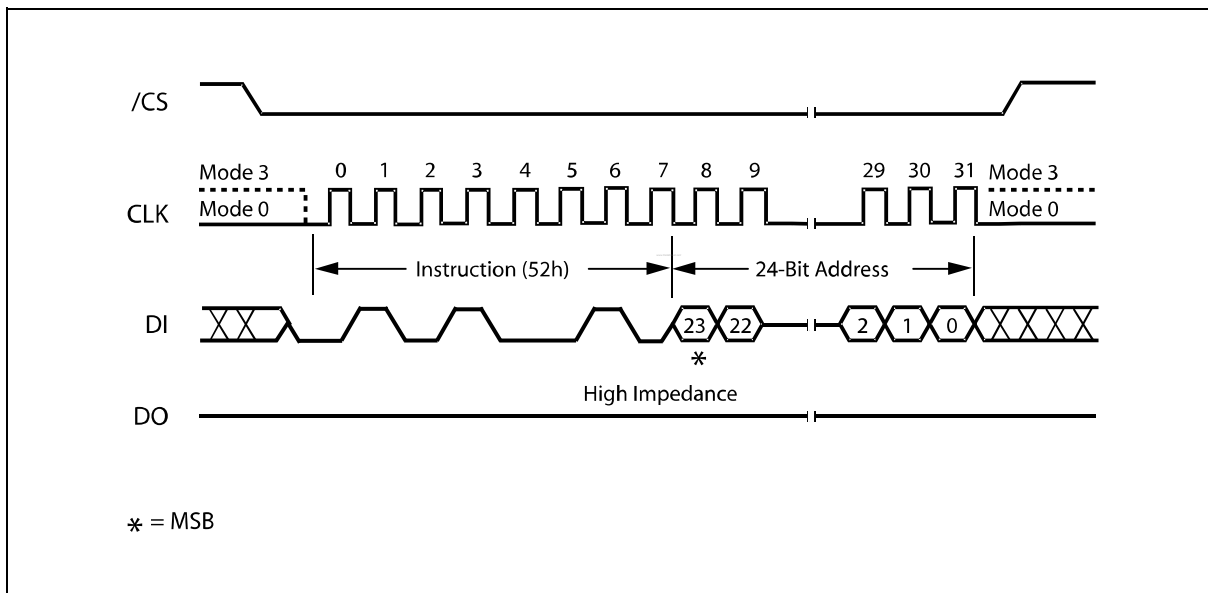 /CS
Mode 3 0 1 2 3 4 5 6 7 8 9 29 30 31 Mode 3
CLK Mode 0 Mode 0
Instruction (52h) 24-Bit Address
DI 23 22 2 1 0
*
High Impedance
DO
* = MSB